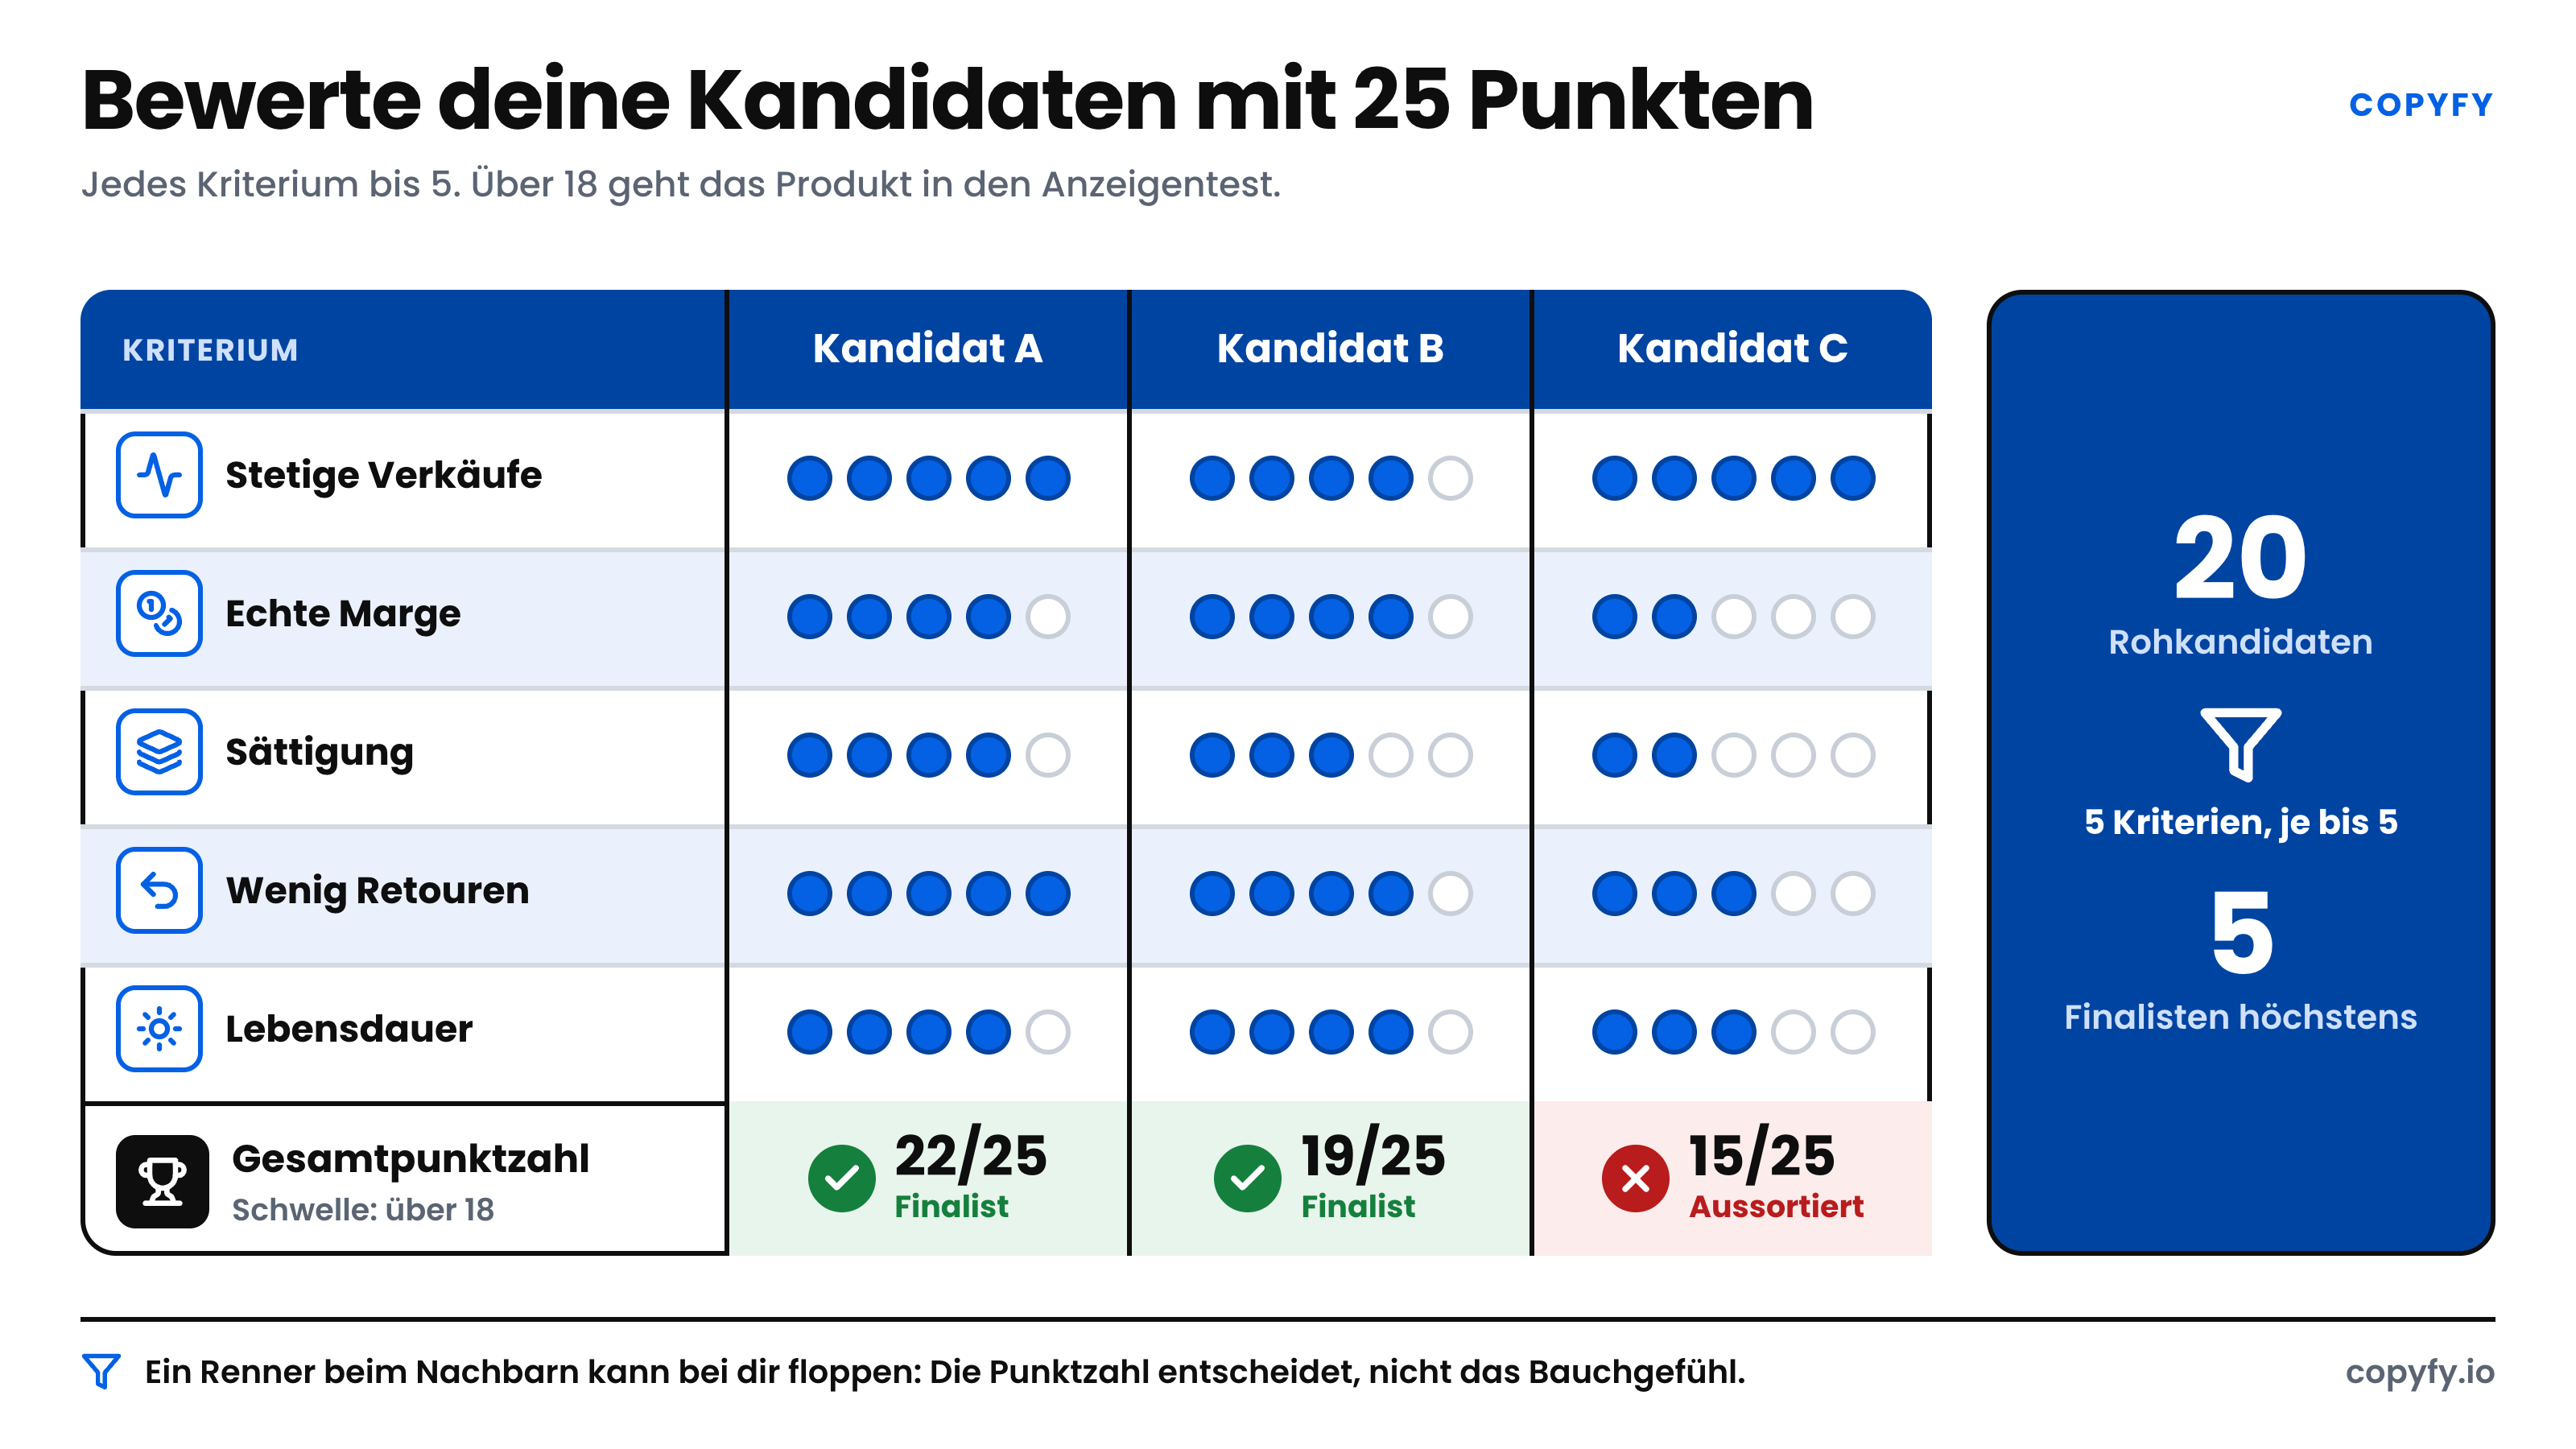 Bewerte deine Kandidaten mit 25 Punkten
COPYFY
Jedes Kriterium bis 5. Über 18 geht das Produkt in den Anzeigentest.
KRITERIUM
Kandidat A
Kandidat B
Kandidat C
Stetige Verkäufe
Echte Marge
Sättigung
Wenig Retouren
Lebensdauer
Gesamtpunktzahl
Schwelle: über 18
22/25
Finalist
19/25
Finalist
15/25
Aussortiert
20
Rohkandidaten
5 Kriterien, je bis 5
5
Finalisten höchstens
Ein Renner beim Nachbarn kann bei dir floppen: Die Punktzahl entscheidet, nicht das Bauchgefühl.
copyfy.io